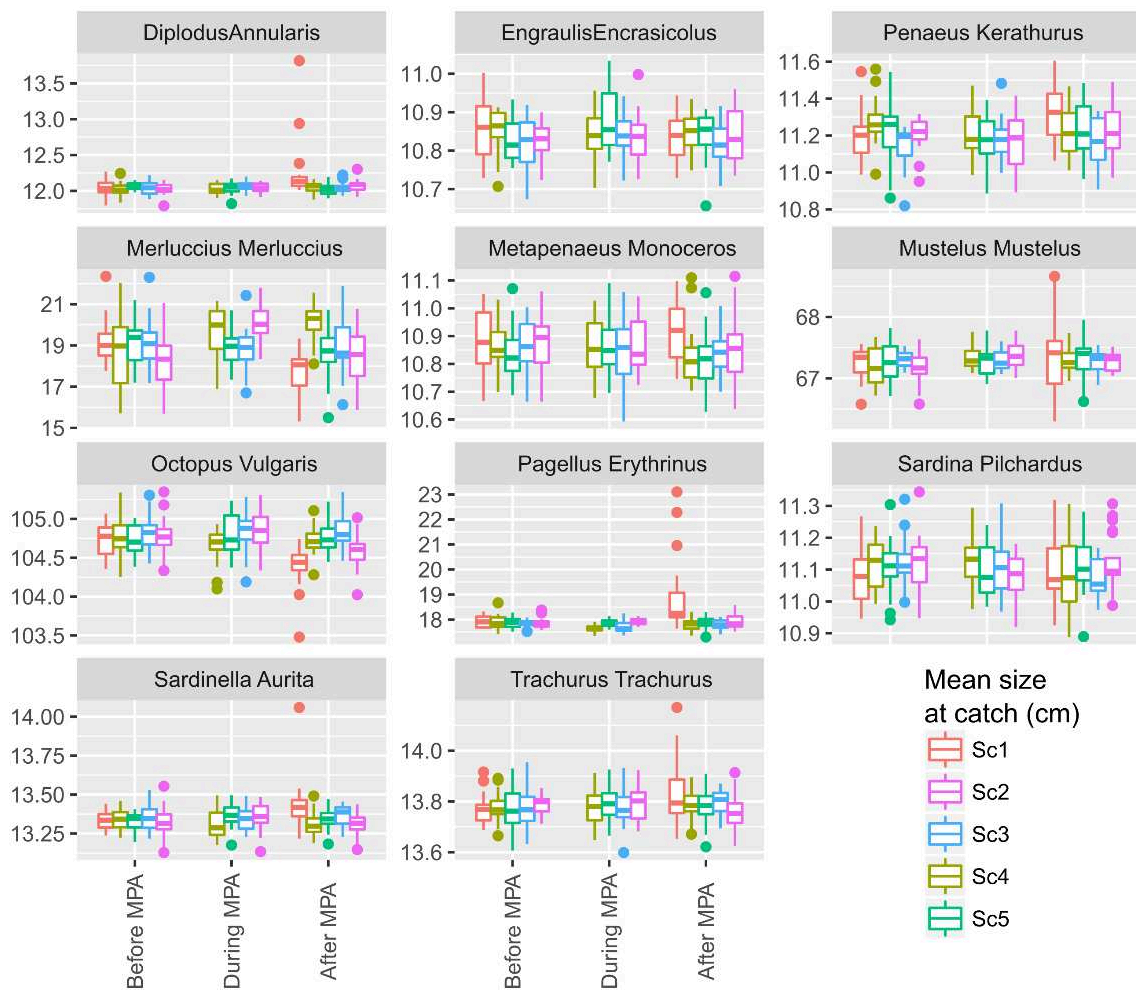 DiplodusAnnularis
EngraulisEncrasicolus
Penaeus Kerathurus
13.5
13.0
12.5
12.0
11.0
10.9
10.8
10.7
11.6
11.4
11.2
11.0
10.8
Merluccius Merluccius
Metapenaeus Monoceros
Mustelus Mustelus
21
19
17
15
11.1
11.0
10.9
10.8
10.7
10.6
68
67
Octopus Vulgaris
Pagellus Erythrinus
Sardina Pilchardus
105.0
104.5
104.0
103.5
23
22
21
20
19
18
11.3
11.2
11.1
11.0
10.9
Sardinella Aurita
Trachurus Trachurus
14.00
13.75
13.50
13.25
14.0
13.8
13.6
Before MPA
During MPA
After MPA
Before MPA
During MPA
After MPA
Mean size
at catch (cm)
Sc1
Sc2
Sc3
Sc4
Sc5